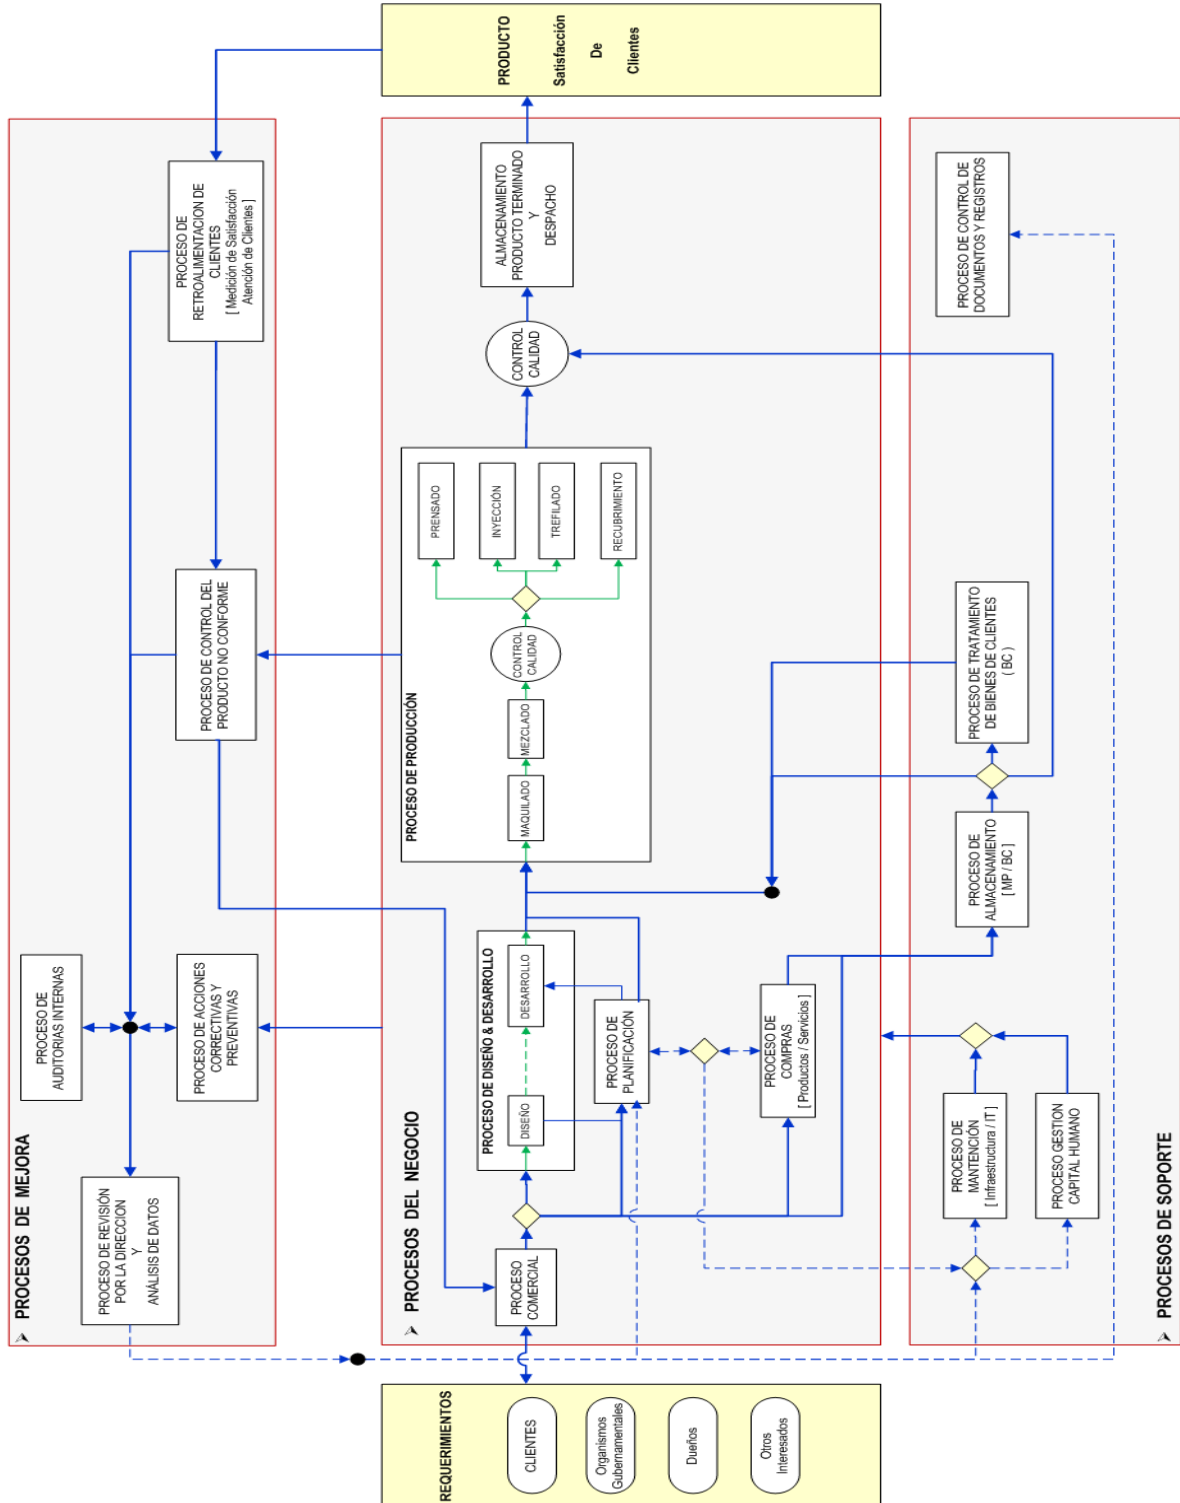 ➢ PROCESOS DE MEJORA
PROCESO DE REVISIÓN
POR LA DIRECCION
Y
ANÁLISIS DE DATOS
PROCESO DE
AUDITORIAS INTERNAS
PROCESO DE ACCIONES
CORRECTIVAS Y
PREVENTIVAS
PROCESO DE CONTROL DEL
PRODUCTO NO CONFORME
PROCESO DE
RETROALIMENTACION DE
CLIENTES
[ Medición de Satisfacción
Atención de Clientes ]
REQUERIMIENTOS
CLIENTES
Organismos
Gubernamentales
Dueños
Otros
Interesados
➢ PROCESOS DEL NEGOCIO
PROCESO
COMERCIAL
PROCESO DE DISEÑO & DESARROLLO
DISEÑO
DESARROLLO
PROCESO DE
PLANIFICACIÓN
PROCESO DE
COMPRAS
[ Productos / Servicios ]
PROCESO DE PRODUCCIÓN
MAQUILADO
MEZCLADO
CONTROL
CALIDAD
PRENSADO
INYECCIÓN
TREFILADO
RECUBRIMIENTO
CONTROL
CALIDAD
ALMACENAMIENTO
PRODUCTO TERMINADO
Y
DESPACHO
PRODUCTO
Satisfacción
De
Clientes
➢ PROCESOS DE SOPORTE
PROCESO DE
MANTENCIÓN
[ Infraestructura / IT ]
PROCESO GESTION
CAPITAL HUMANO
PROCESO DE
ALMACENAMIENTO
[ MP / BC ]
PROCESO DE TRATAMIENTO
DE BIENES DE CLIENTES
( BC )
PROCESO DE CONTROL DE
DOCUMENTOS Y REGISTROS